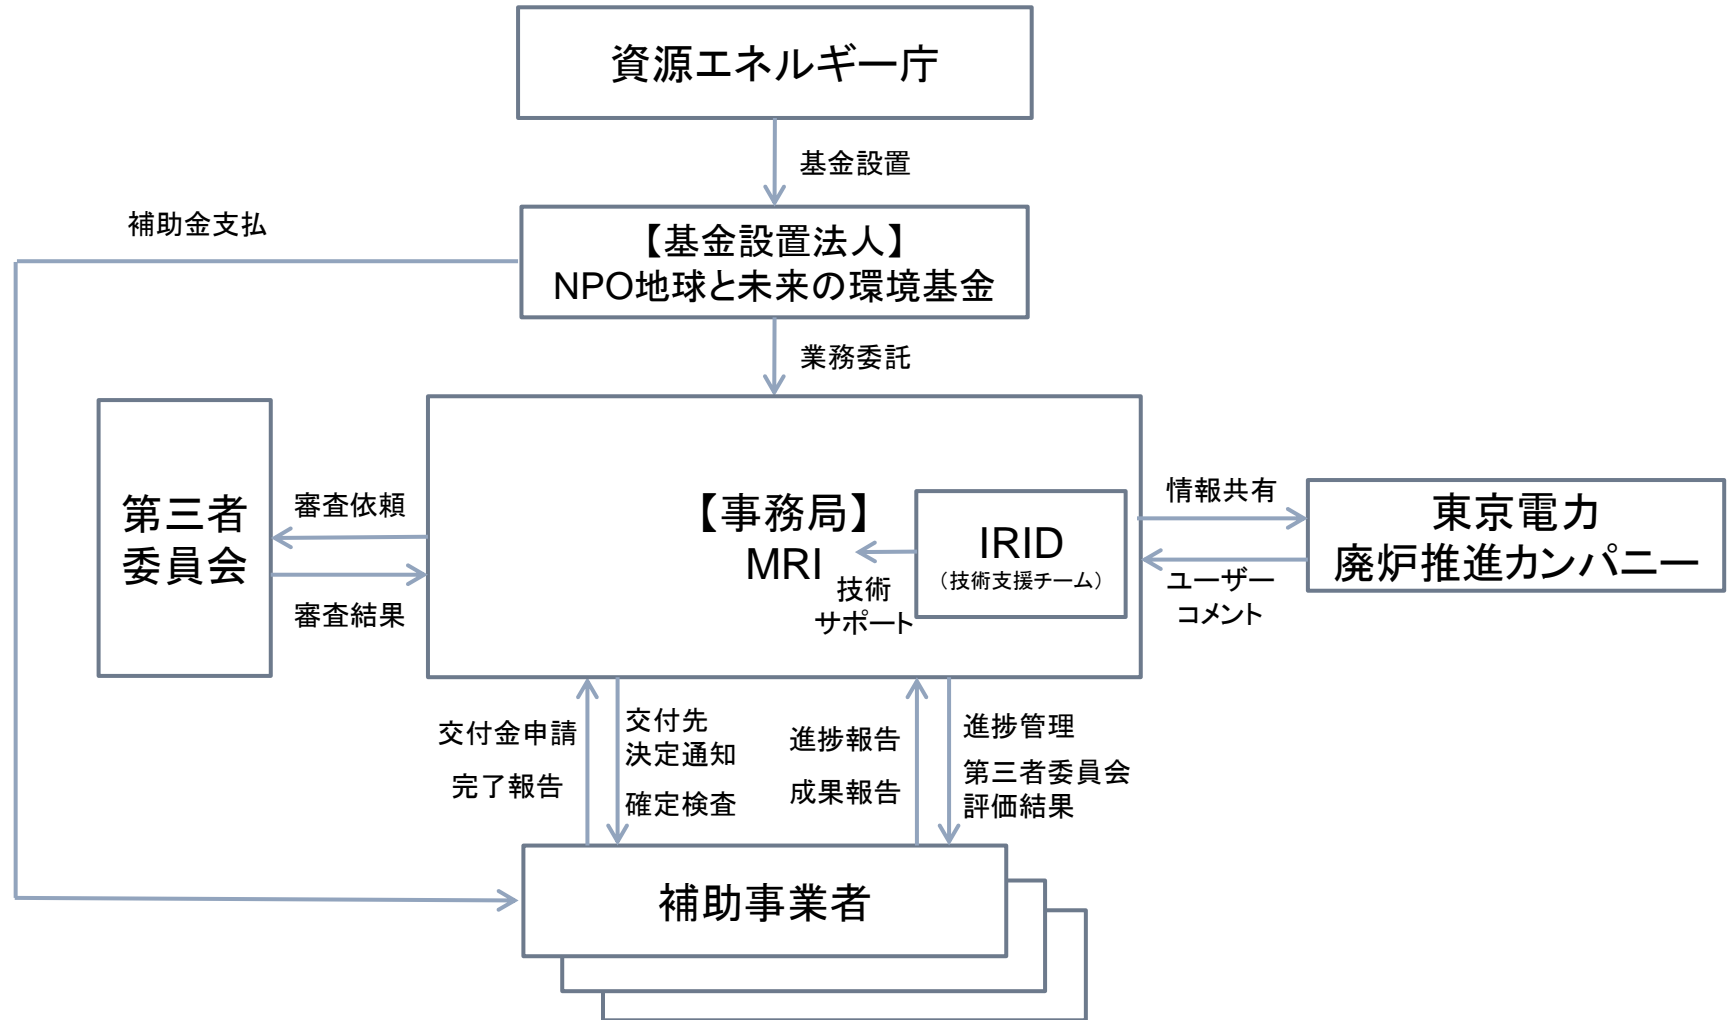 資源エネルギー庁
基金設置
補助金支払
【基金設置法人】
NPO地球と未来の環境基金
業務委託
第三者
委員会
審査依頼
審査結果
【事務局】
MRI
技術
サポート
IRID
（技術支援チーム）
情報共有
ユーザー
コメント
東京電力
廃炉推進カンパニー
交付金申請
完了報告
交付先
決定通知
確定検査
進捗報告
成果報告
進捗管理
第三者委員会
評価結果
補助事業者